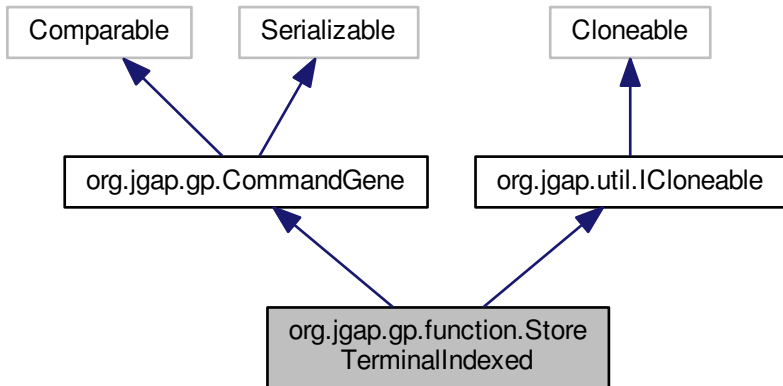 Comparable
Serializable
Cloneable
org.jgap.gp.CommandGene
org.jgap.util.ICloneable
org.jgap.gp.function.Store
TerminalIndexed